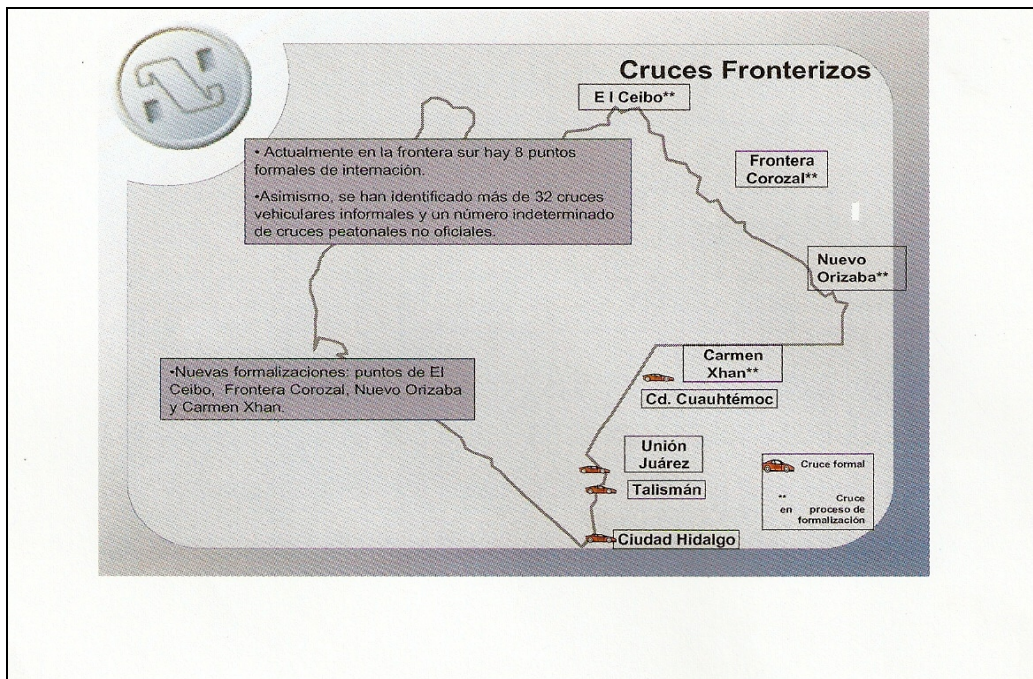 Cruces Fronterizos
E l Ceibo**
• Actualmente en la frontera sur hay 8 puntos
formales de internación.
•Asimismo, se han identificado más de 32 cruces
vehiculares informales y un número indeterminado
de cruces peatonales no oficiales.
Frontera
Corozal**
Nuevo
Orizaba**
•Nuevas formalizaciones: puntos de El
Ceibo, Frontera Corozal, Nuevo Orizaba
y Carmen Xhan.
Carmen
Xhan**
Cd. Cuauhtémoc
Unión
Juárez
Talismán
Ciudad Hidalgo
Cruce formal
** Cruce
en proceso de
formalización